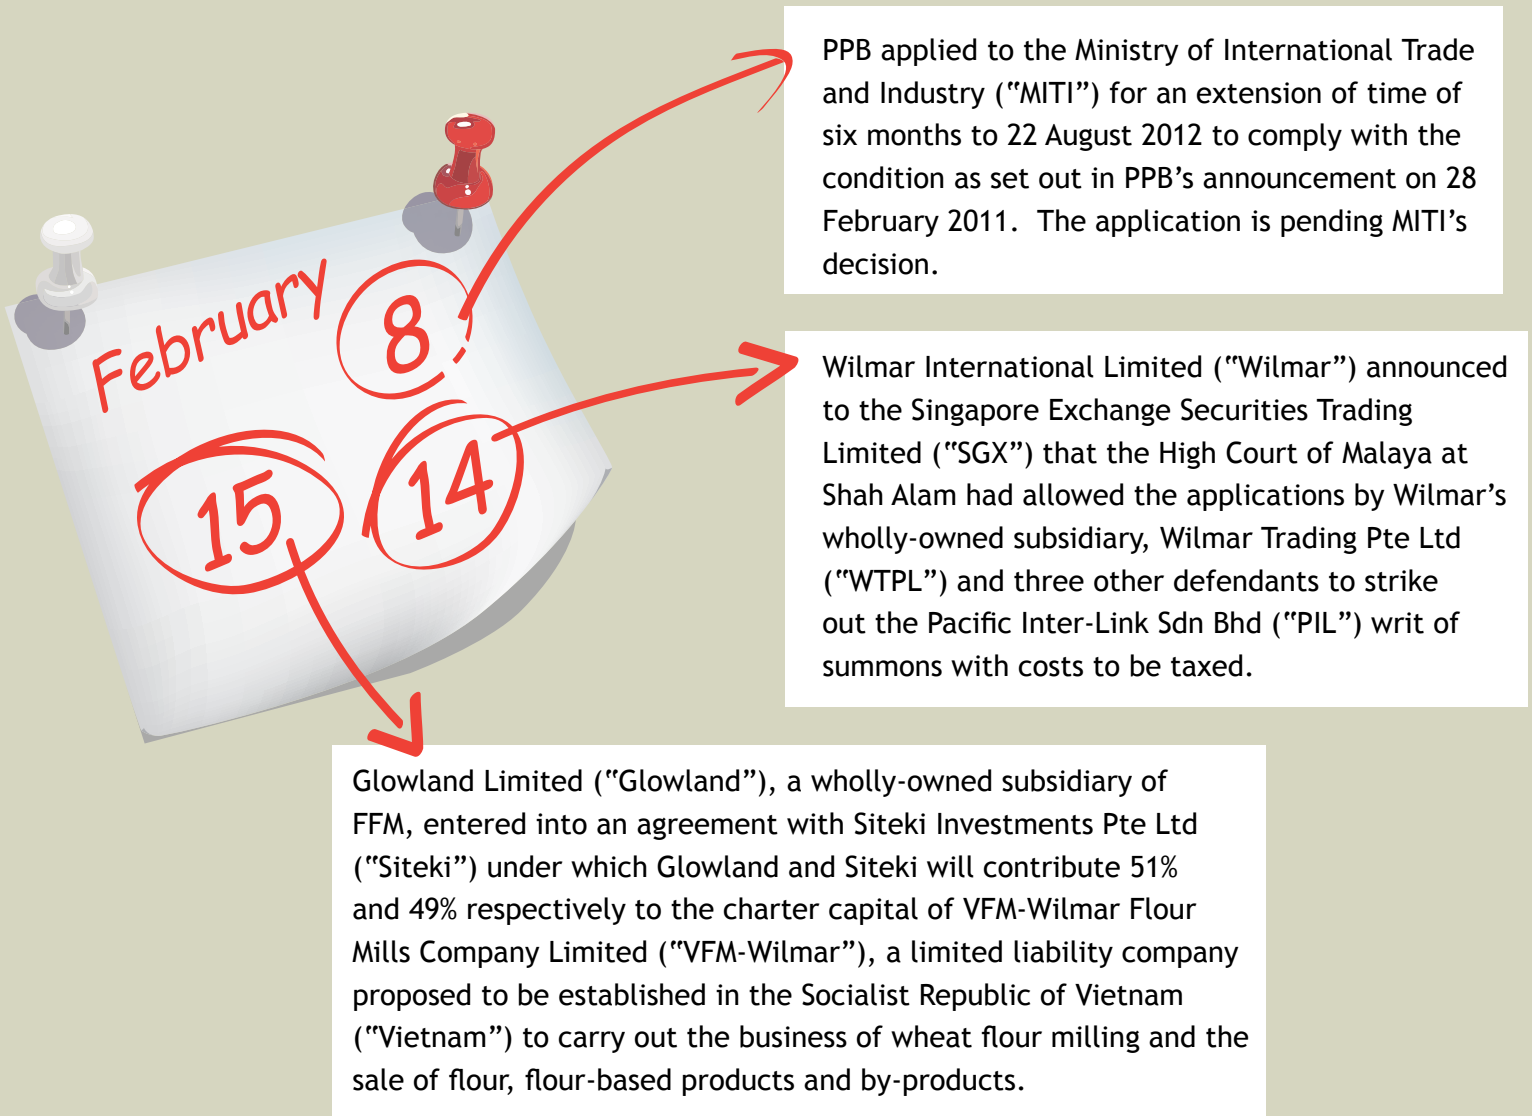 February
8
14
15
PPB applied to the Ministry of International Trade
and Industry (“MITI”) for an extension of time of
six months to 22 August 2012 to comply with the
condition as set out in PPB’s announcement on 28
February 2011.  The application is pending MITI’s
decision.
Wilmar International Limited (“Wilmar”) announced
to the Singapore Exchange Securities Trading
Limited (“SGX”) that the High Court of Malaya at
Shah Alam had allowed the applications by Wilmar’s
wholly-owned subsidiary, Wilmar Trading Pte Ltd
(“WTPL”) and three other defendants to strike
out the Pacific Inter-Link Sdn Bhd (“PIL”) writ of
summons with costs to be taxed.
Glowland Limited (“Glowland”), a wholly-owned subsidiary of
FFM, entered into an agreement with Siteki Investments Pte Ltd
(“Siteki”) under which Glowland and Siteki will contribute 51%
and 49% respectively to the charter capital of VFM-Wilmar Flour
Mills Company Limited (“VFM-Wilmar”), a limited liability company
proposed to be established in the Socialist Republic of Vietnam
(“Vietnam”) to carry out the business of wheat flour milling and the
sale of flour, flour-based products and by-products.